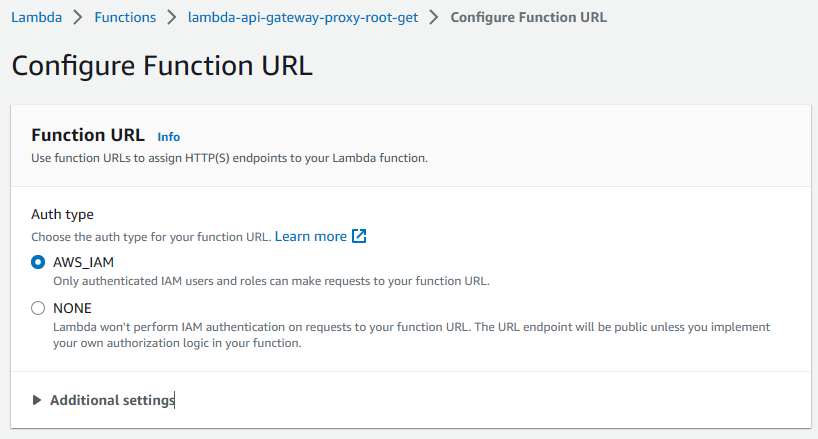 Lambda > Functions > lambda-api-gateway-proxy-root-get > Configure Function URL
Configure Function URL
Function URL Info
Use function URLs to assign HTTP(S) endpoints to your Lambda function.
Auth type
Choose the auth type for your function URL. Learn more
AWS_IAM
Only authenticated IAM users and roles can make requests to your function URL.
NONE
Lambda won't perform IAM authentication on requests to your function URL. The URL endpoint will be public unless you implement
your own authorization logic in your function.
Additional settings